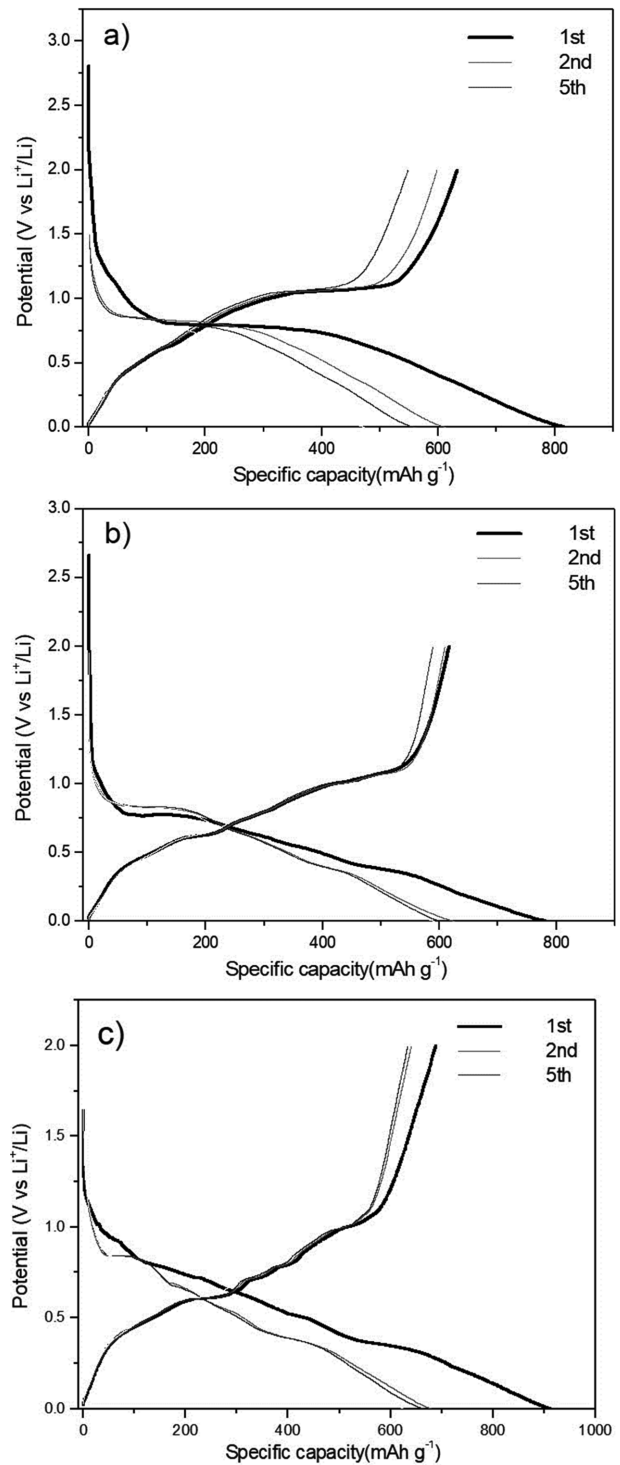 a)
1st
2nd
5th
3.0
2.5
2.0
1.5
1.0
0.5
0.0
Potential (V vs Li⁺/Li)
0 200 400 600 800
Specific capacity(mAh g⁻¹)
b)
1st
2nd
5th
3.0
2.5
2.0
1.5
1.0
0.5
0.0
Potential (V vs Li⁺/Li)
0 200 400 600 800
Specific capacity(mAh g⁻¹)
c)
1st
2nd
5th
2.0
1.5
1.0
0.5
0.0
Potential (V vs Li⁺/Li)
0 200 400 600 800 1000
Specific capacity(mAh g⁻¹)